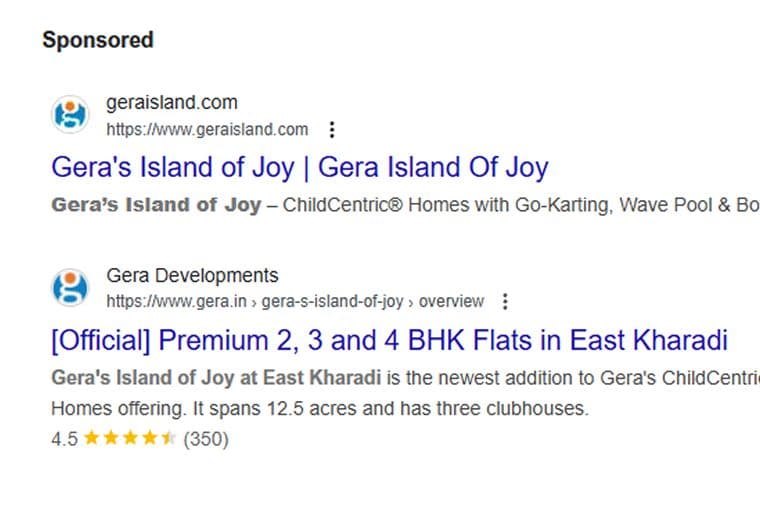 Sponsored
geraisland.com
https://www.geraisland.com
Gera's Island of Joy | Gera Island Of Joy
Gera’s Island of Joy – ChildCentric® Homes with Go-Karting, Wave Pool & Bo
Gera Developments
https://www.gera.in › gera-s-island-of-joy › overview
[Official] Premium 2, 3 and 4 BHK Flats in East Kharadi
Gera's Island of Joy at East Kharadi is the newest addition to Gera's ChildCentri
Homes offering. It spans 12.5 acres and has three clubhouses.
4.5 (350)